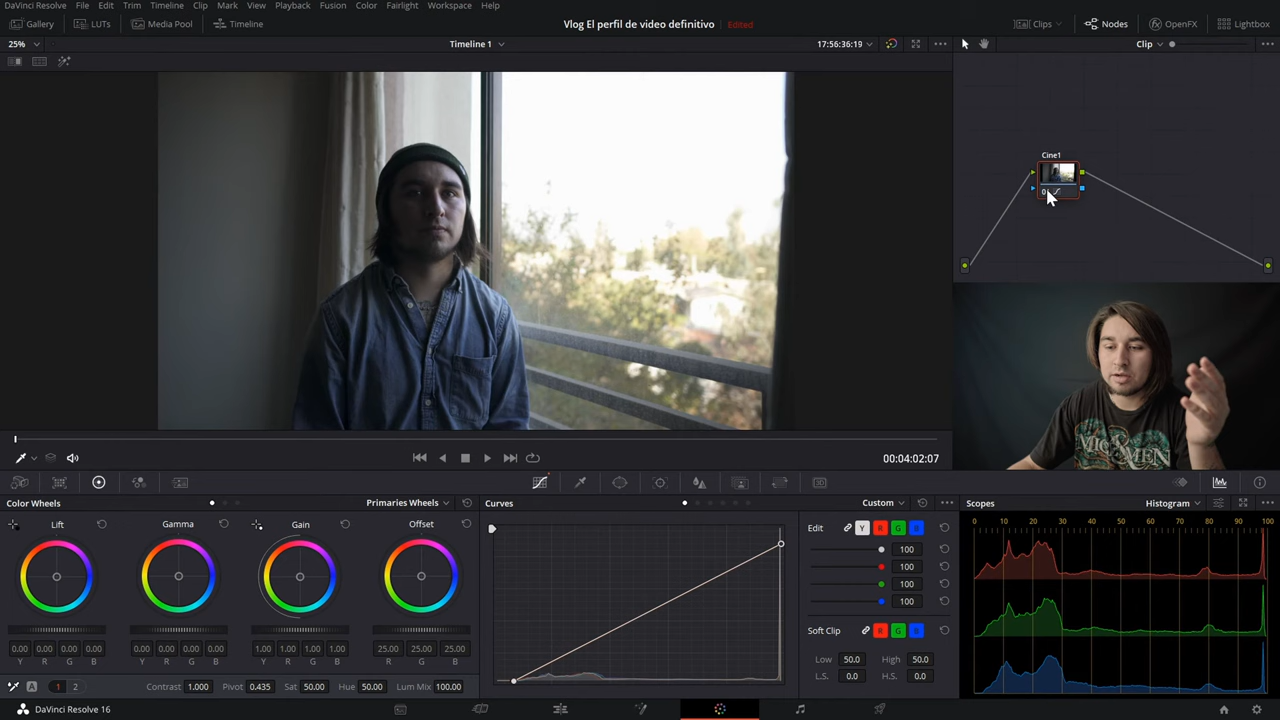 DaVinci Resolve File Edit Trim Timeline Clip Mark View Playback Fusion Color Fairlight Workspace Help
Gallery LUTs Media Pool Timeline Vlog El perfil de video definitivo Edited Clips Nodes OpenFX Lightbox
25% Timeline 1 17:56:36:19 Clip
Cine1
00:04:02:07
Color Wheels Primaries Wheels Curves Custom Scopes Histogram
Lift Gamma Gain Offset
Edit Y R G B
0 10 20 30 40 50 60 70 80 90 100
100
100
100
100
Soft Clip R G B
0.00 0.00 0.00 0.00 0.00 0.00 0.00 0.00 1.00 1.00 1.00 1.00 25.00 25.00 25.00
Y R G B Y R G B Y R G B R G B
Low 50.0 High 50.0
L.S. 0.0 H.S. 0.0
A 1 2 Contrast 1.000 Pivot 0.435 Sat 50.00 Hue 50.00 Lum Mix 100.00
DaVinci Resolve 16